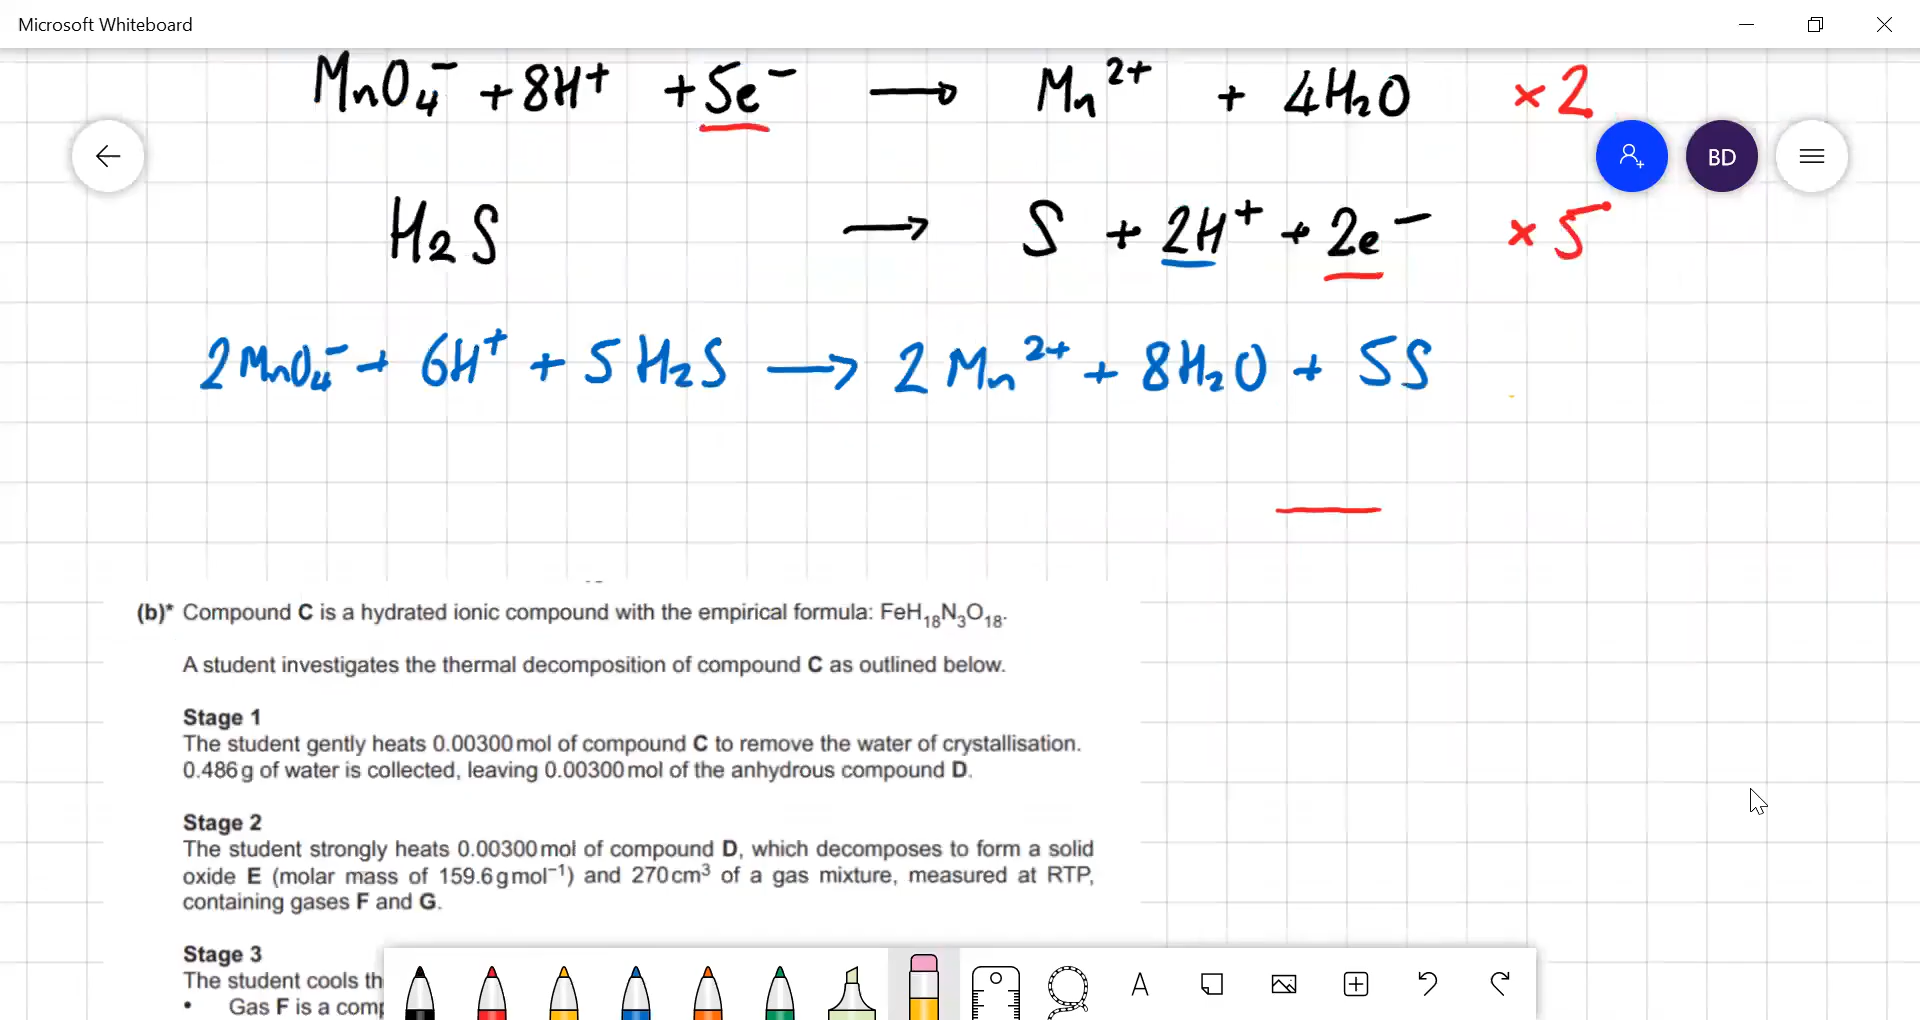 Microsoft Whiteboard
MnO₄⁻ + 8H⁺ + 5e⁻ → Mn²⁺ + 4H₂O ×2
BD
H₂S → S + 2H⁺ + 2e⁻ ×5
2MnO₄⁻ + 6H⁺ + 5H₂S → 2Mn²⁺ + 8H₂O + 5S
(b)* Compound C is a hydrated ionic compound with the empirical formula: FeH₁₈N₃O₁₈.
A student investigates the thermal decomposition of compound C as outlined below.
Stage 1
The student gently heats 0.00300 mol of compound C to remove the water of crystallisation.
0.486 g of water is collected, leaving 0.00300 mol of the anhydrous compound D.
Stage 2
The student strongly heats 0.00300 mol of compound D, which decomposes to form a solid
oxide E (molar mass of 159.6 g mol⁻¹) and 270 cm³ of a gas mixture, measured at RTP,
containing gases F and G.
Stage 3
The student cools th
• Gas F is a comp
A